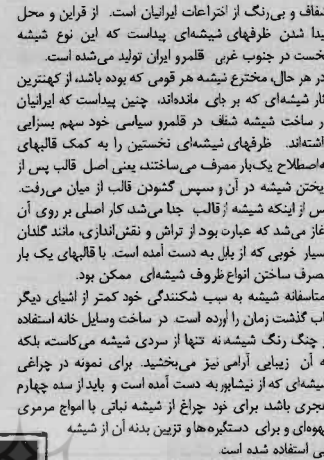 شفاف و بی‌رنگ از اختراعات ایرانیان است. از قراین و محل
پیدا شدن ظرفهای شیشه‌ای پیداست که این نوع شیشه
نخست در جنوب غربی قلمرو ایران تولید می‌شده است.
در هر حال، مخترع شیشه هر قومی که بوده باشد، از کهنترین
آثار شیشه‌ای که بر جای مانده‌اند، چنین پیداست که ایرانیان
در ساخت شیشه شفاف در قلمرو سیاسی خود سهم بسزایی
داشته‌اند. ظرفهای شیشه‌ای نخستین را به کمک قالبهای
به‌اصطلاح یک‌بار مصرف می‌ساختند، یعنی اصل قالب پس از
ریختن شیشه در آن و سپس گشودن قالب از میان می‌رفت.
پس از اینکه شیشه از قالب جدا می‌شد، کار اصلی بر روی آن
آغاز می‌شد که عبارت بود از تراش و نقش‌اندازی، مانند گلدان
بسیار خوبی که از بابل به دست آمده است. با قالبهای یک بار
مصرف ساختن انواع ظروف شیشه‌ای ممکن بود.
متاسفانه شیشه به سبب شکنندگی خود کمتر از اشیای دیگر
تاب گذشت زمان را آورده است. در ساخت وسایل خانه استفاده
از چنگ رنگ شیشه نه تنها از سردی شیشه می‌کاست، بلکه
به آن زیبایی آرامی نیز می‌بخشید. برای نمونه در چراغی
شیشه‌ای که از نیشابور به دست آمده است و باید از سده چهارم
هجری باشد، برای خود چراغ از شیشه نباتی با امواج مرمری
قهوه‌ای و برای دستگیره‌ها و تزیین بدنه آن از شیشه
آبی استفاده شده است.